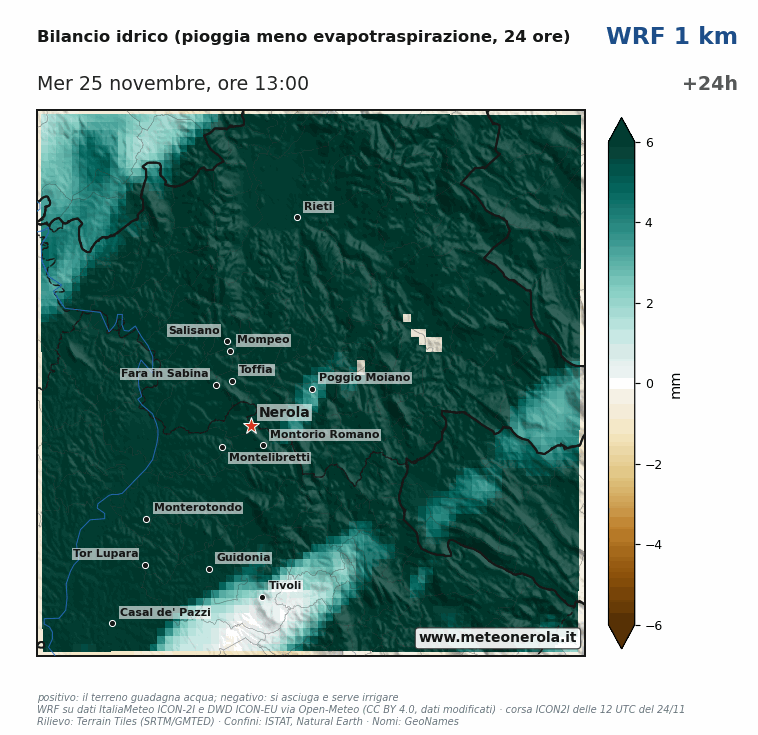 Bilancio idrico (pioggia meno evapotraspirazione, 24 ore)
WRF 1 km
Mer 25 novembre, ore 13:00
+24h
Rieti
Salisano
Mompeo
Fara in Sabina
Toffia
Poggio Moiano
Nerola
Montorio Romano
Montelibretti
Monterotondo
Tor Lupara
Guidonia
Tivoli
Casal de' Pazzi
www.meteonerola.it
6
4
2
0
−2
−4
−6
mm
positivo: il terreno guadagna acqua; negativo: si asciuga e serve irrigare
WRF su dati ItaliaMeteo ICON-2I e DWD ICON-EU via Open-Meteo (CC BY 4.0, dati modificati) · corsa ICON2I delle 12 UTC del 24/11
Rilievo: Terrain Tiles (SRTM/GMTED) · Confini: ISTAT, Natural Earth · Nomi: GeoNames